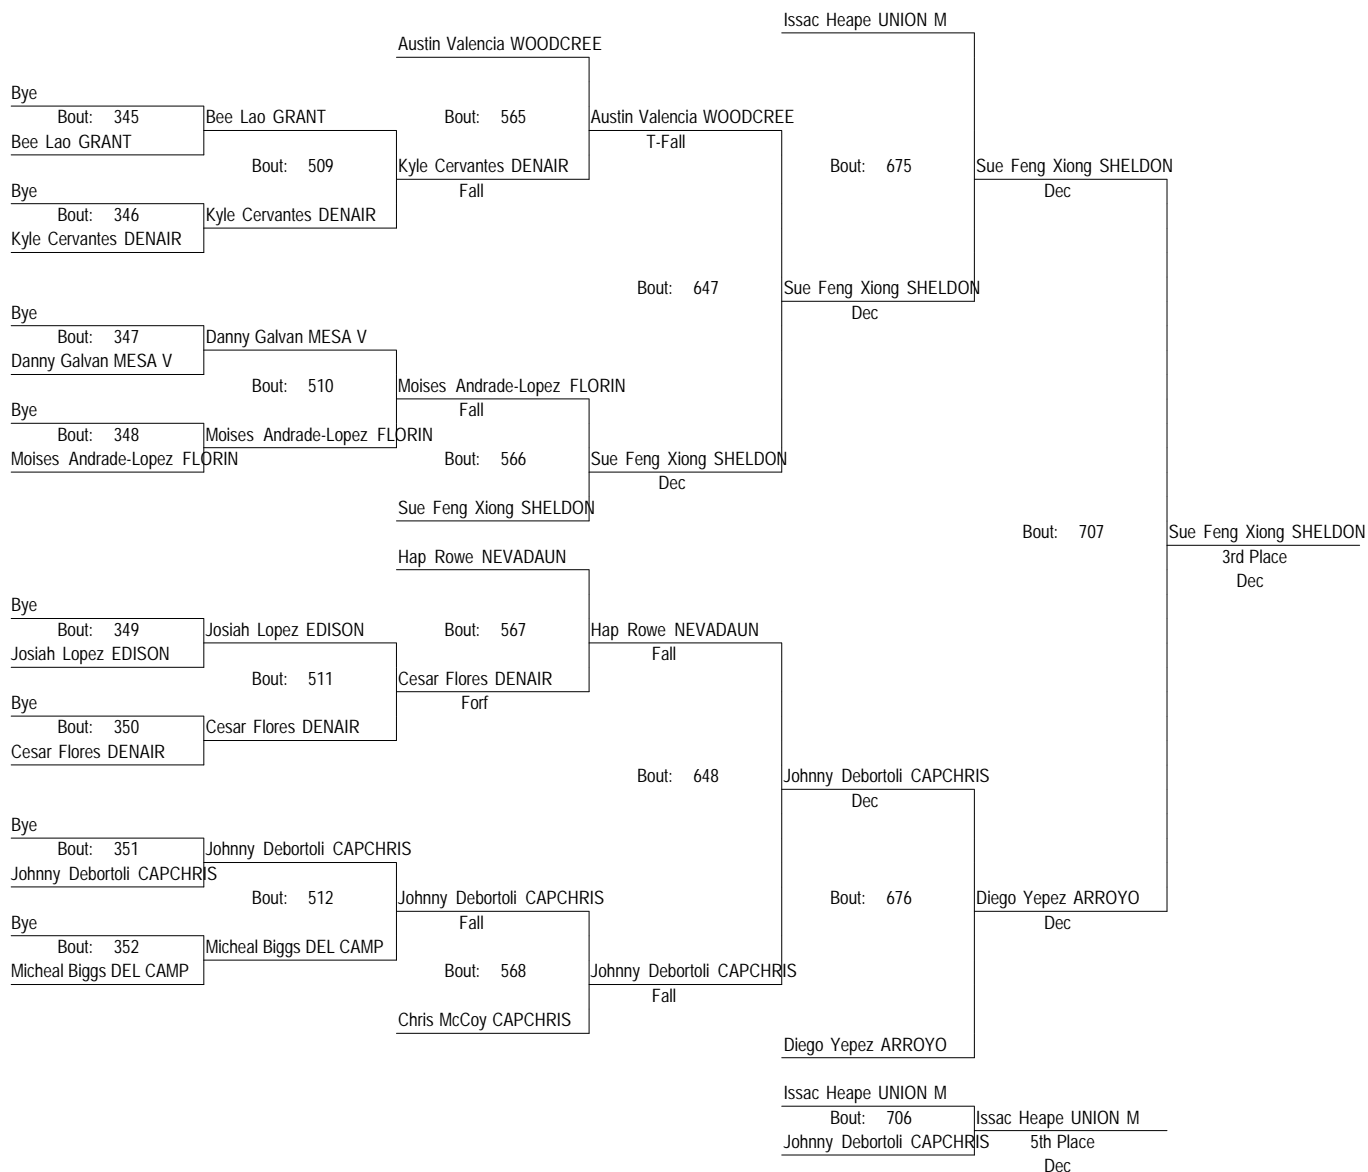 Issac Heape UNION M
Austin Valencia WOODCREE
Bye
Bout: 345
Bee Lao GRANT
Bee Lao GRANT
Bout: 565
Austin Valencia WOODCREE
T-Fall
Bout: 509
Kyle Cervantes DENAIR
Fall
Bout: 675
Sue Feng Xiong SHELDON
Dec
Bye
Bout: 346
Kyle Cervantes DENAIR
Kyle Cervantes DENAIR
Bout: 647
Sue Feng Xiong SHELDON
Dec
Bye
Bout: 347
Danny Galvan MESA V
Danny Galvan MESA V
Bout: 510
Moises Andrade-Lopez FLORIN
Fall
Bye
Bout: 348
Moises Andrade-Lopez FLORIN
Moises Andrade-Lopez FLORIN
Bout: 566
Sue Feng Xiong SHELDON
Dec
Sue Feng Xiong SHELDON
Bout: 707
Sue Feng Xiong SHELDON
3rd Place
Dec
Hap Rowe NEVADAUN
Bye
Bout: 349
Josiah Lopez EDISON
Josiah Lopez EDISON
Bout: 567
Hap Rowe NEVADAUN
Fall
Bout: 511
Cesar Flores DENAIR
Forf
Bye
Bout: 350
Cesar Flores DENAIR
Cesar Flores DENAIR
Bout: 648
Johnny Debortoli CAPCHRIS
Dec
Bye
Bout: 351
Johnny Debortoli CAPCHRIS
Johnny Debortoli CAPCHRIS
Bout: 512
Johnny Debortoli CAPCHRIS
Fall
Bout: 676
Diego Yepez ARROYO
Dec
Bye
Bout: 352
Micheal Biggs DEL CAMP
Micheal Biggs DEL CAMP
Bout: 568
Johnny Debortoli CAPCHRIS
Fall
Chris McCoy CAPCHRIS
Diego Yepez ARROYO
Issac Heape UNION M
Bout: 706
Issac Heape UNION M
Johnny Debortoli CAPCHRIS
5th Place
Dec